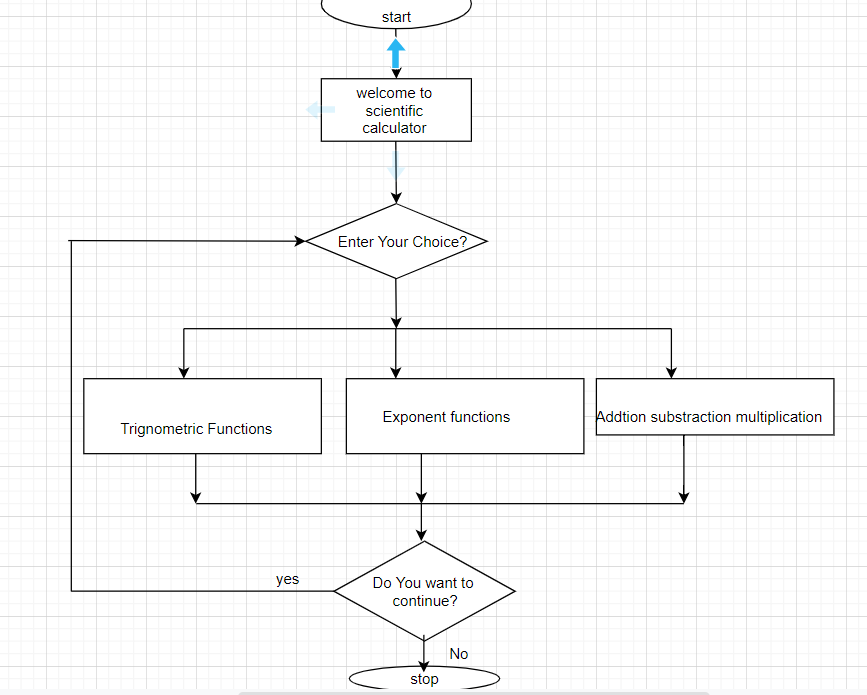 start
welcome to
scientific
calculator
Enter Your Choice?
Trignometric Functions
Exponent functions
Addtion substraction multiplication
yes
Do You want to
continue?
No
stop